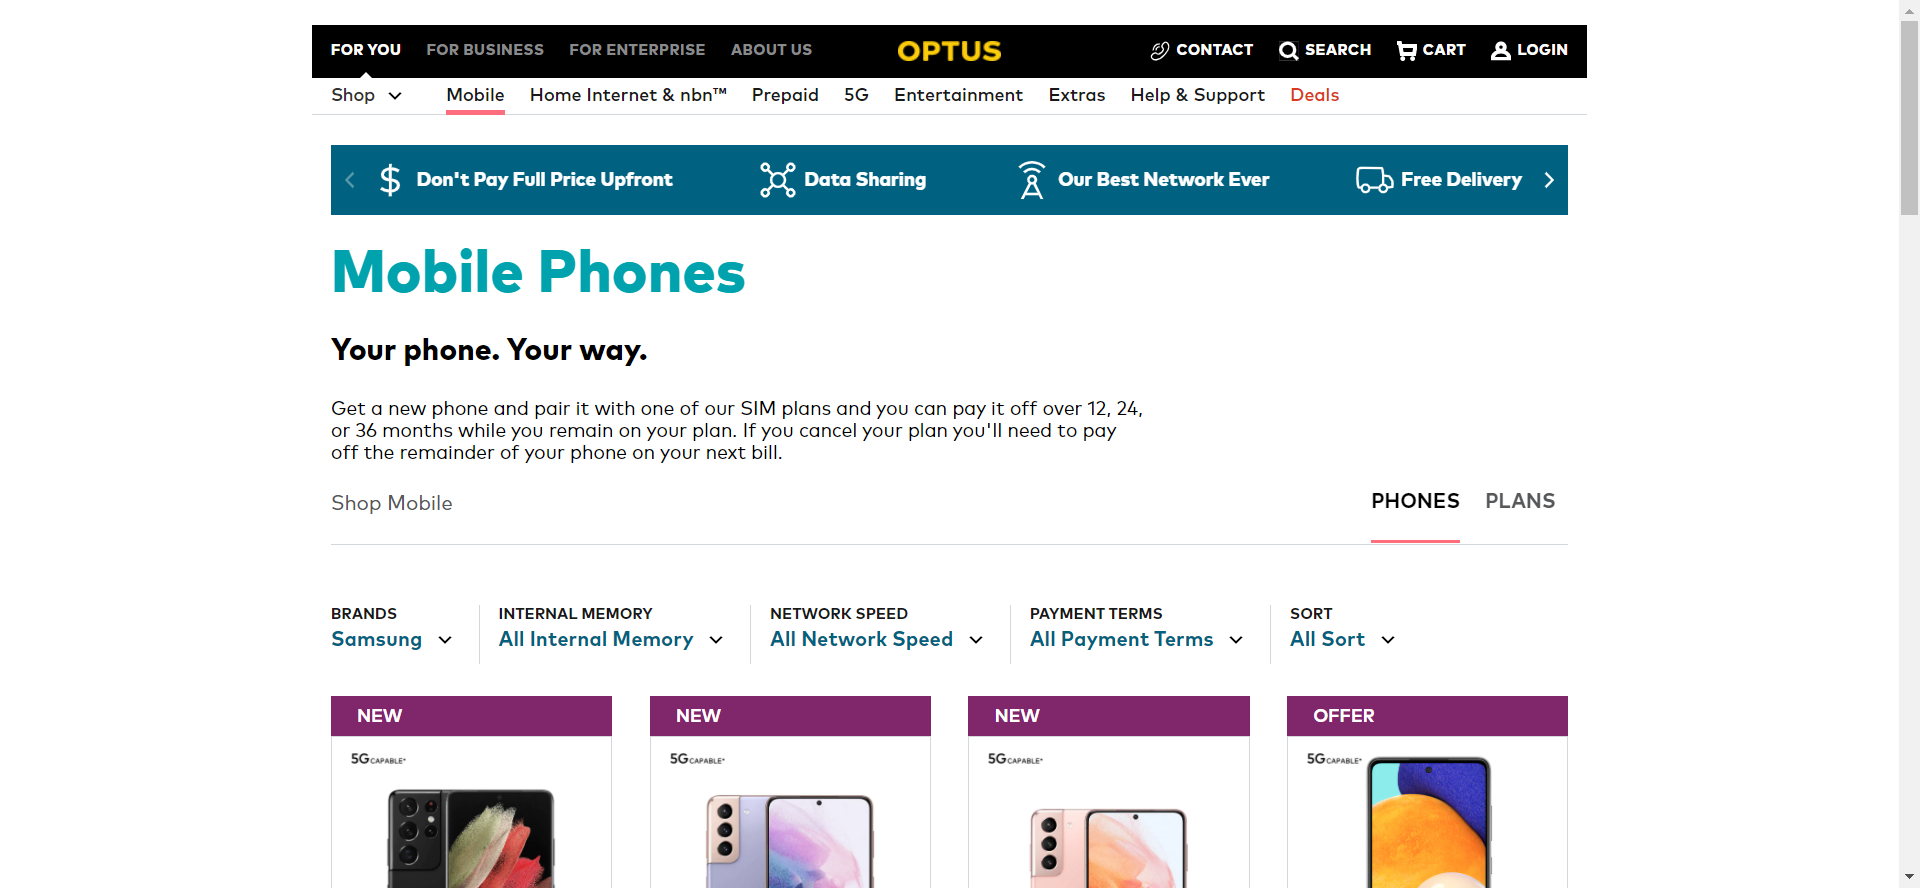 FOR YOU FOR BUSINESS FOR ENTERPRISE ABOUT US OPTUS CONTACT SEARCH CART LOGIN
Shop Mobile Home Internet & nbn™ Prepaid 5G Entertainment Extras Help & Support Deals
Don't Pay Full Price Upfront Data Sharing Our Best Network Ever Free Delivery
Mobile Phones
Your phone. Your way.
Get a new phone and pair it with one of our SIM plans and you can pay it off over 12, 24,
or 36 months while you remain on your plan. If you cancel your plan you'll need to pay
off the remainder of your phone on your next bill.
Shop Mobile PHONES PLANS
BRANDS INTERNAL MEMORY NETWORK SPEED PAYMENT TERMS SORT
Samsung All Internal Memory All Network Speed All Payment Terms All Sort
NEW NEW NEW OFFER
5G CAPABLE* 5G CAPABLE* 5G CAPABLE* 5G CAPABLE*